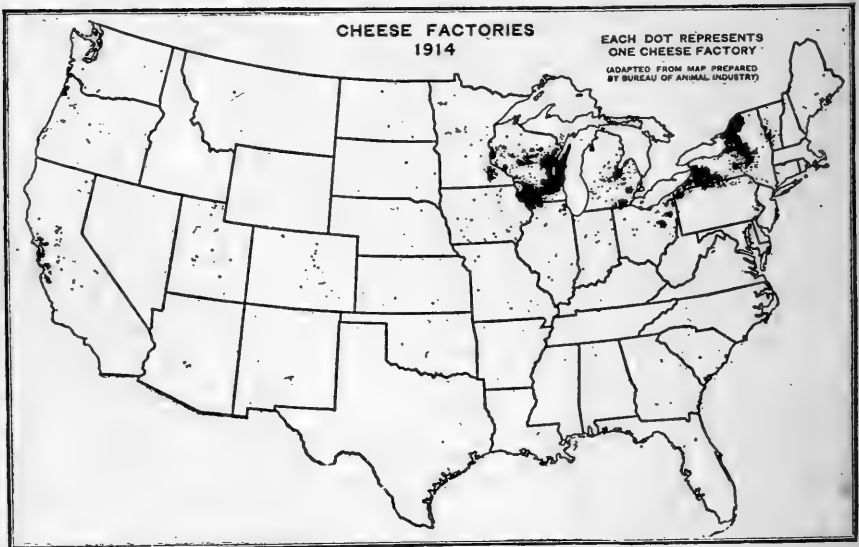 CHEESE FACTORIES
1914
EACH DOT REPRESENTS
ONE CHEESE FACTORY
(ADAPTED FROM MAP PREPARED
BY BUREAU OF ANIMAL INDUSTRY)